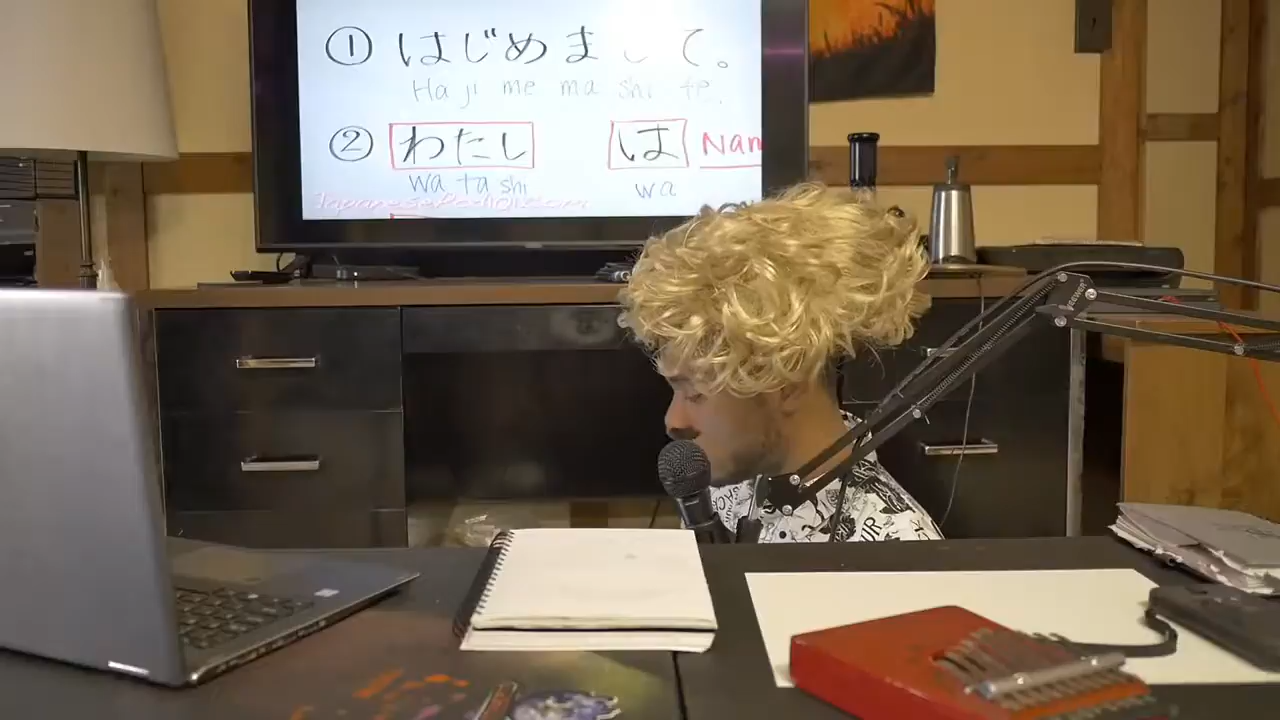 ① はじめまして。
Ha ji me ma shi te.
② わたし は Nam
wa ta shi wa
NEEWER